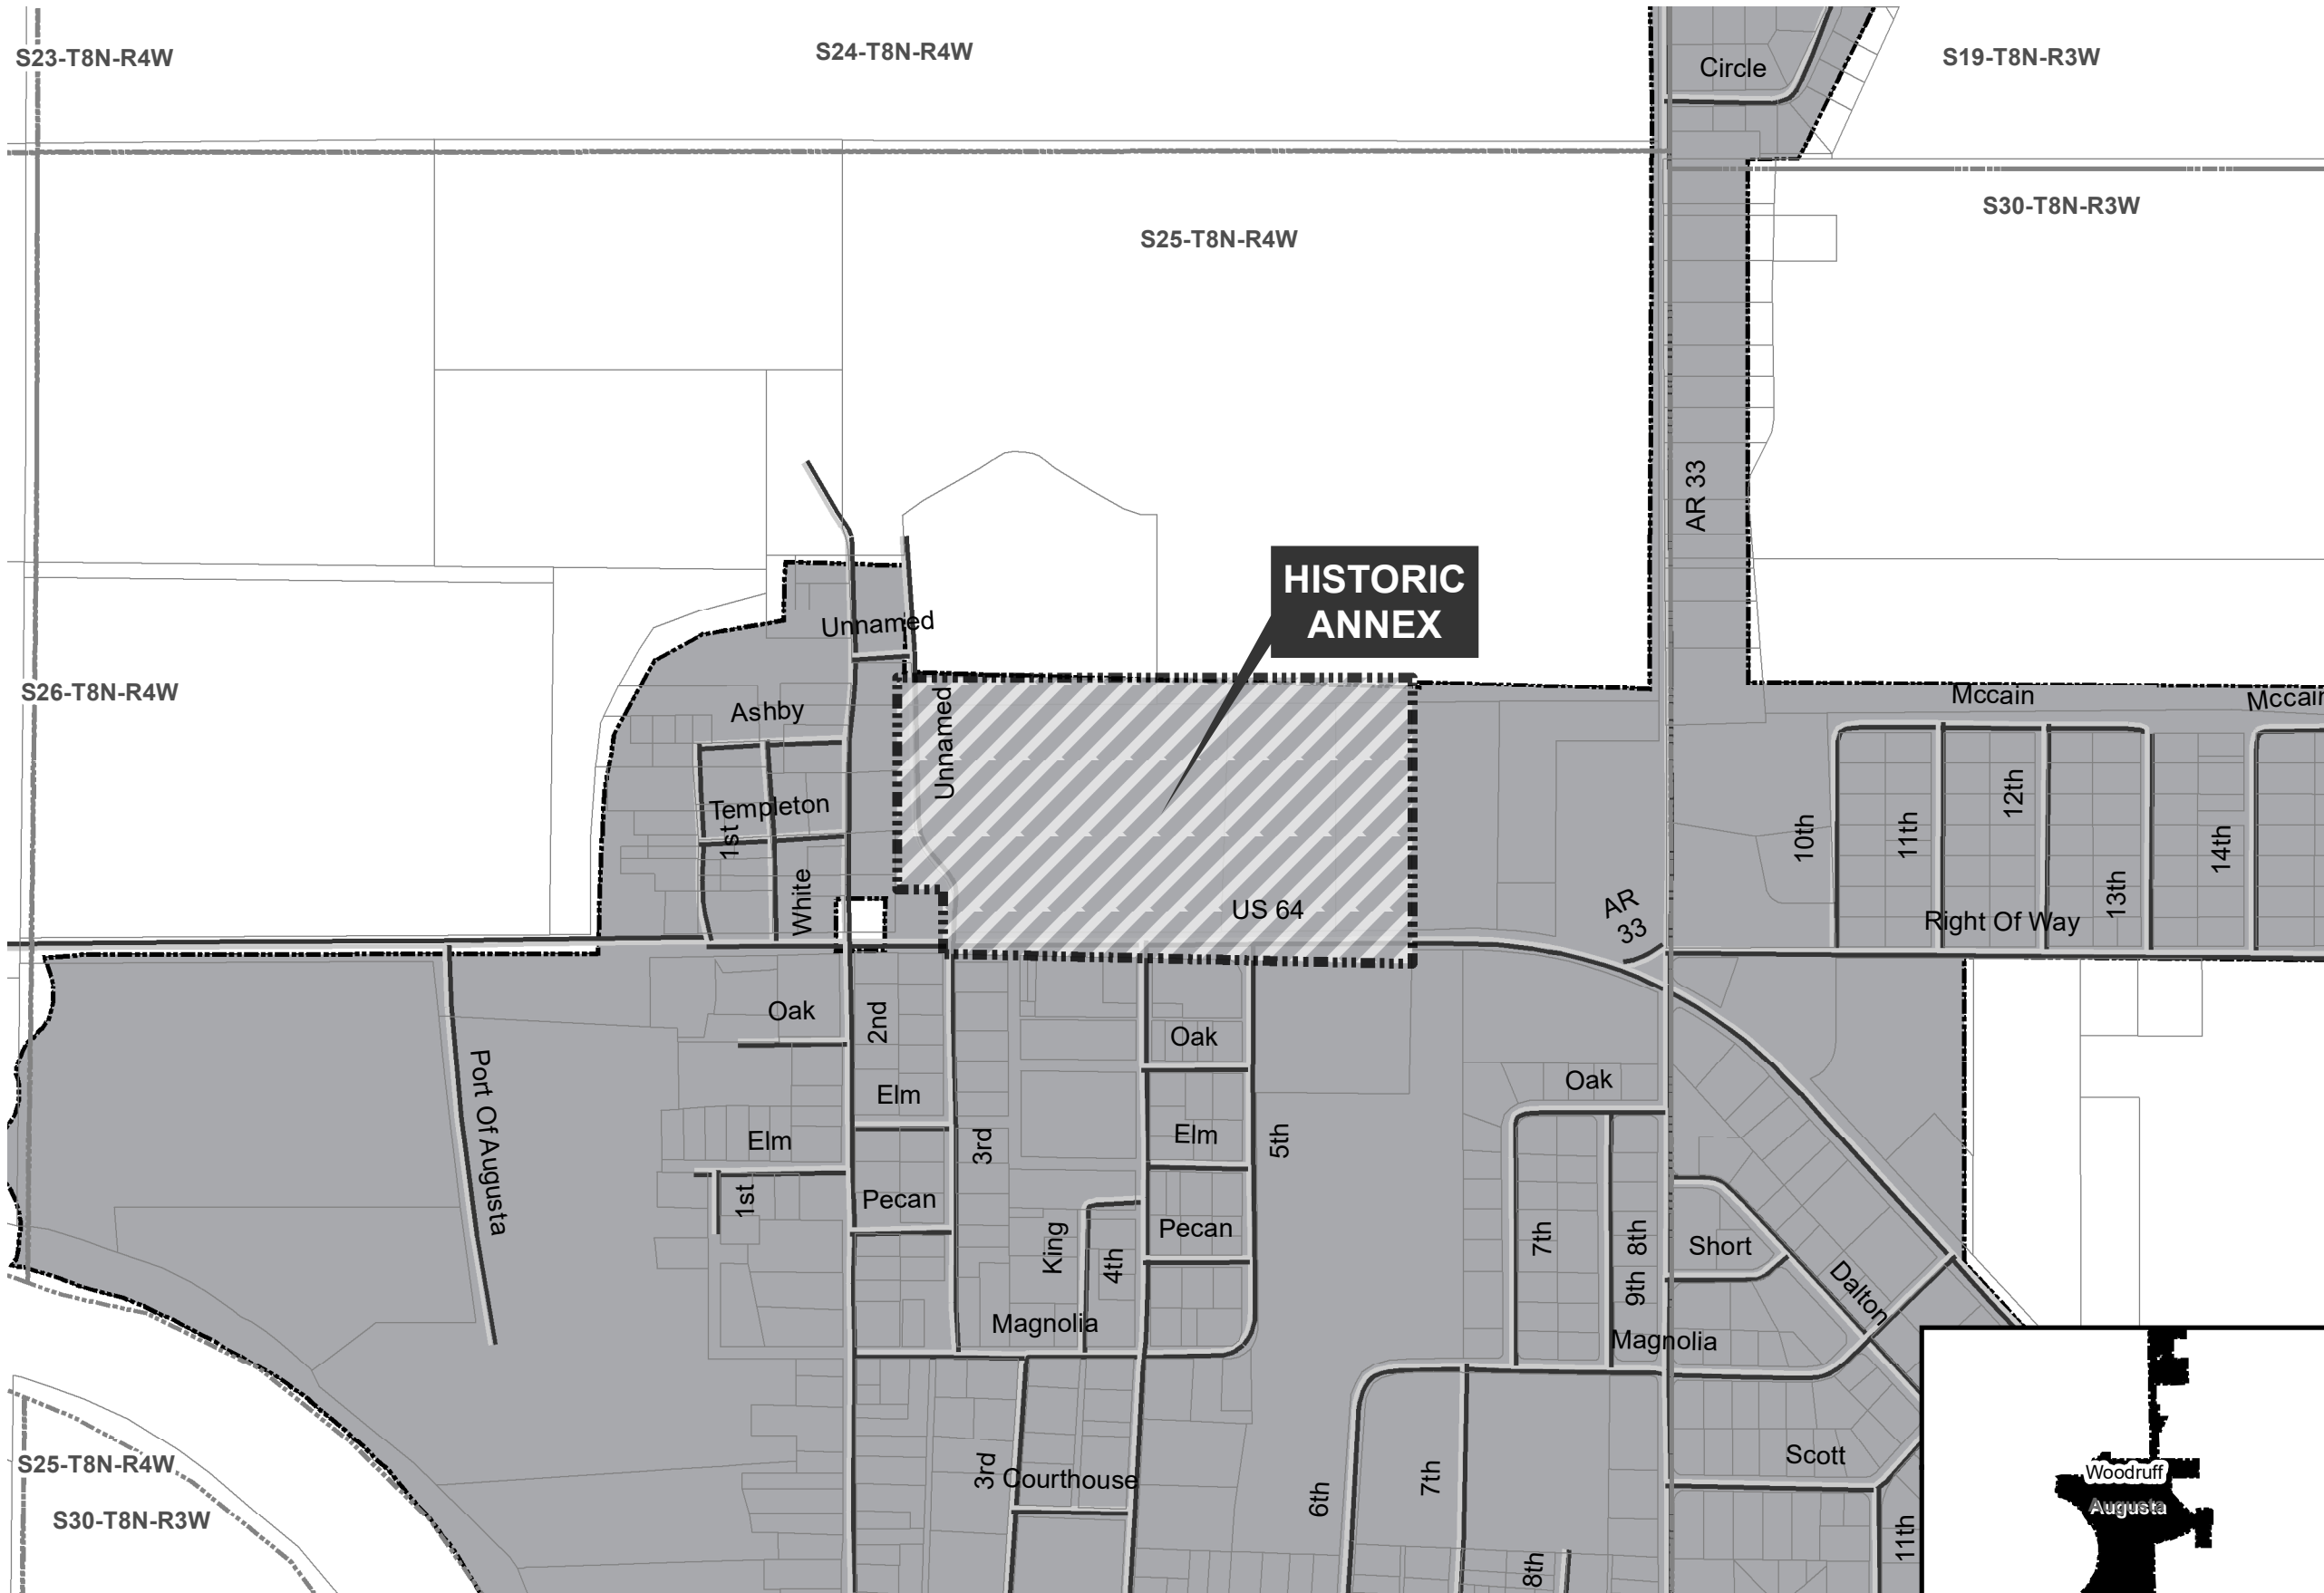 S23-T8N-R4W
S24-T8N-R4W
S19-T8N-R3W
Circle
S30-T8N-R3W
S25-T8N-R4W
AR 33
HISTORIC
ANNEX
Unnamed
S26-T8N-R4W
Unnamed
Ashby
Mccain
Mccain
Templeton
1st
White
US 64
AR
33
10th
11th
12th
13th
14th
Right Of Way
Oak
2nd
Oak
Elm
Oak
Port Of Augusta
Elm
3rd
Elm
5th
1st
Pecan
King
4th
Pecan
7th
8th
9th
Short
Dalton
Magnolia
Magnolia
S25-T8N-R4W
3rd
Courthouse
6th
7th
8th
Scott
11th
S30-T8N-R3W
Woodruff
Augusta